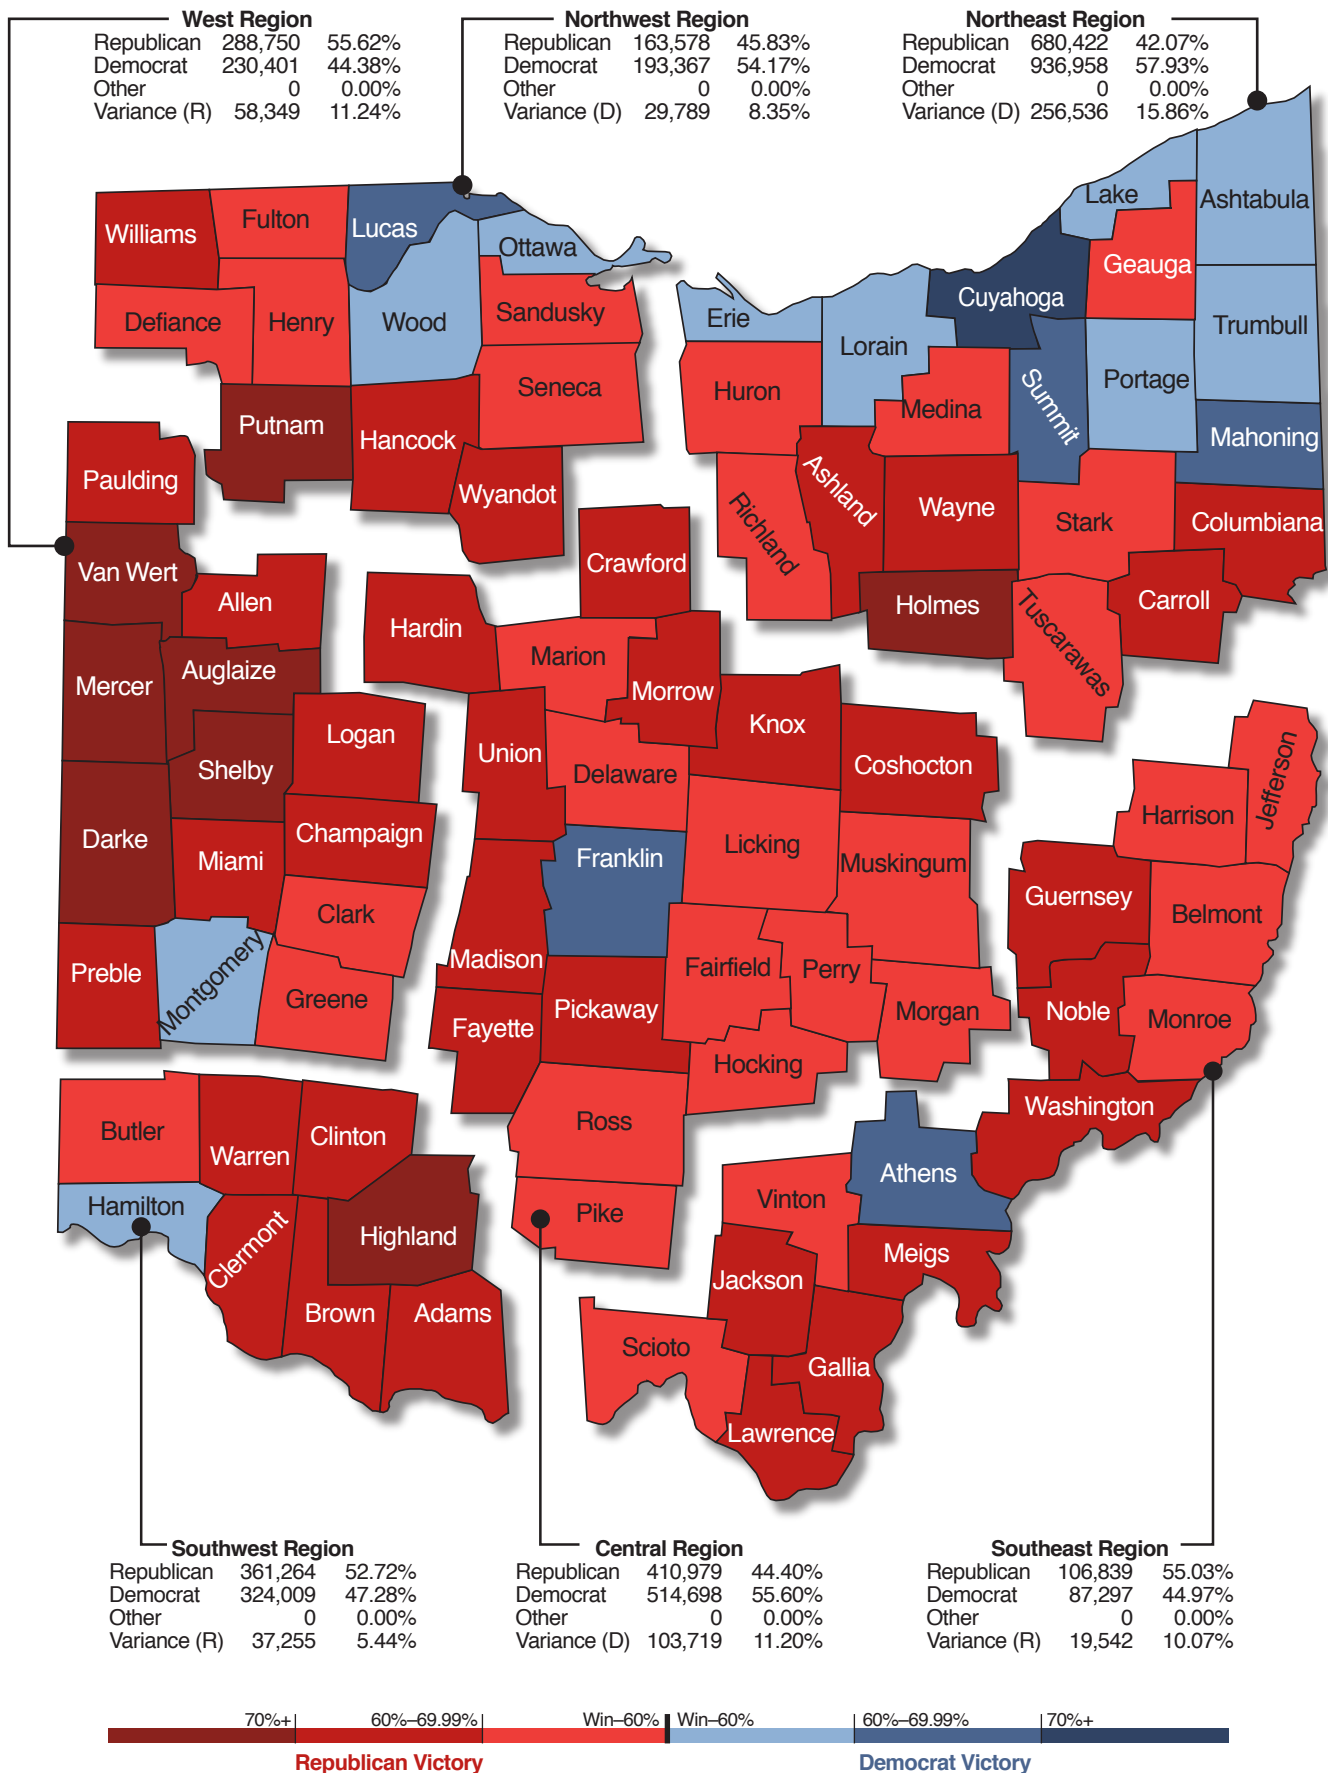 West Region
Republican 288,750 55.62%
Democrat 230,401 44.38%
Other 0 0.00%
Variance (R) 58,349 11.24%
Northwest Region
Republican 163,578 45.83%
Democrat 193,367 54.17%
Other 0 0.00%
Variance (D) 29,789 8.35%
Northeast Region
Republican 680,422 42.07%
Democrat 936,958 57.93%
Other 0 0.00%
Variance (D) 256,536 15.86%
Williams
Fulton
Lucas
Ottawa
Defiance
Henry
Wood
Sandusky
Seneca
Putnam
Hancock
Wyandot
Lake
Ashtabula
Geauga
Cuyahoga
Erie
Lorain
Trumbull
Huron
Medina
Summit
Portage
Mahoning
Richland
Ashland
Wayne
Stark
Columbiana
Holmes
Tuscarawas
Carroll
Paulding
Van Wert
Allen
Mercer
Auglaize
Logan
Shelby
Darke
Miami
Champaign
Clark
Preble
Montgomery
Greene
Crawford
Hardin
Marion
Morrow
Knox
Union
Delaware
Coshocton
Licking
Franklin
Muskingum
Madison
Fairfield
Perry
Pickaway
Fayette
Morgan
Hocking
Ross
Pike
Jefferson
Harrison
Guernsey
Belmont
Noble
Monroe
Washington
Athens
Vinton
Meigs
Jackson
Scioto
Gallia
Lawrence
Butler
Warren
Clinton
Hamilton
Clermont
Highland
Brown
Adams
Southwest Region
Republican 361,264 52.72%
Democrat 324,009 47.28%
Other 0 0.00%
Variance (R) 37,255 5.44%
Central Region
Republican 410,979 44.40%
Democrat 514,698 55.60%
Other 0 0.00%
Variance (D) 103,719 11.20%
Southeast Region
Republican 106,839 55.03%
Democrat 87,297 44.97%
Other 0 0.00%
Variance (R) 19,542 10.07%
70%+ 60%–69.99% Win–60% Win–60% 60%–69.99% 70%+
Republican Victory Democrat Victory